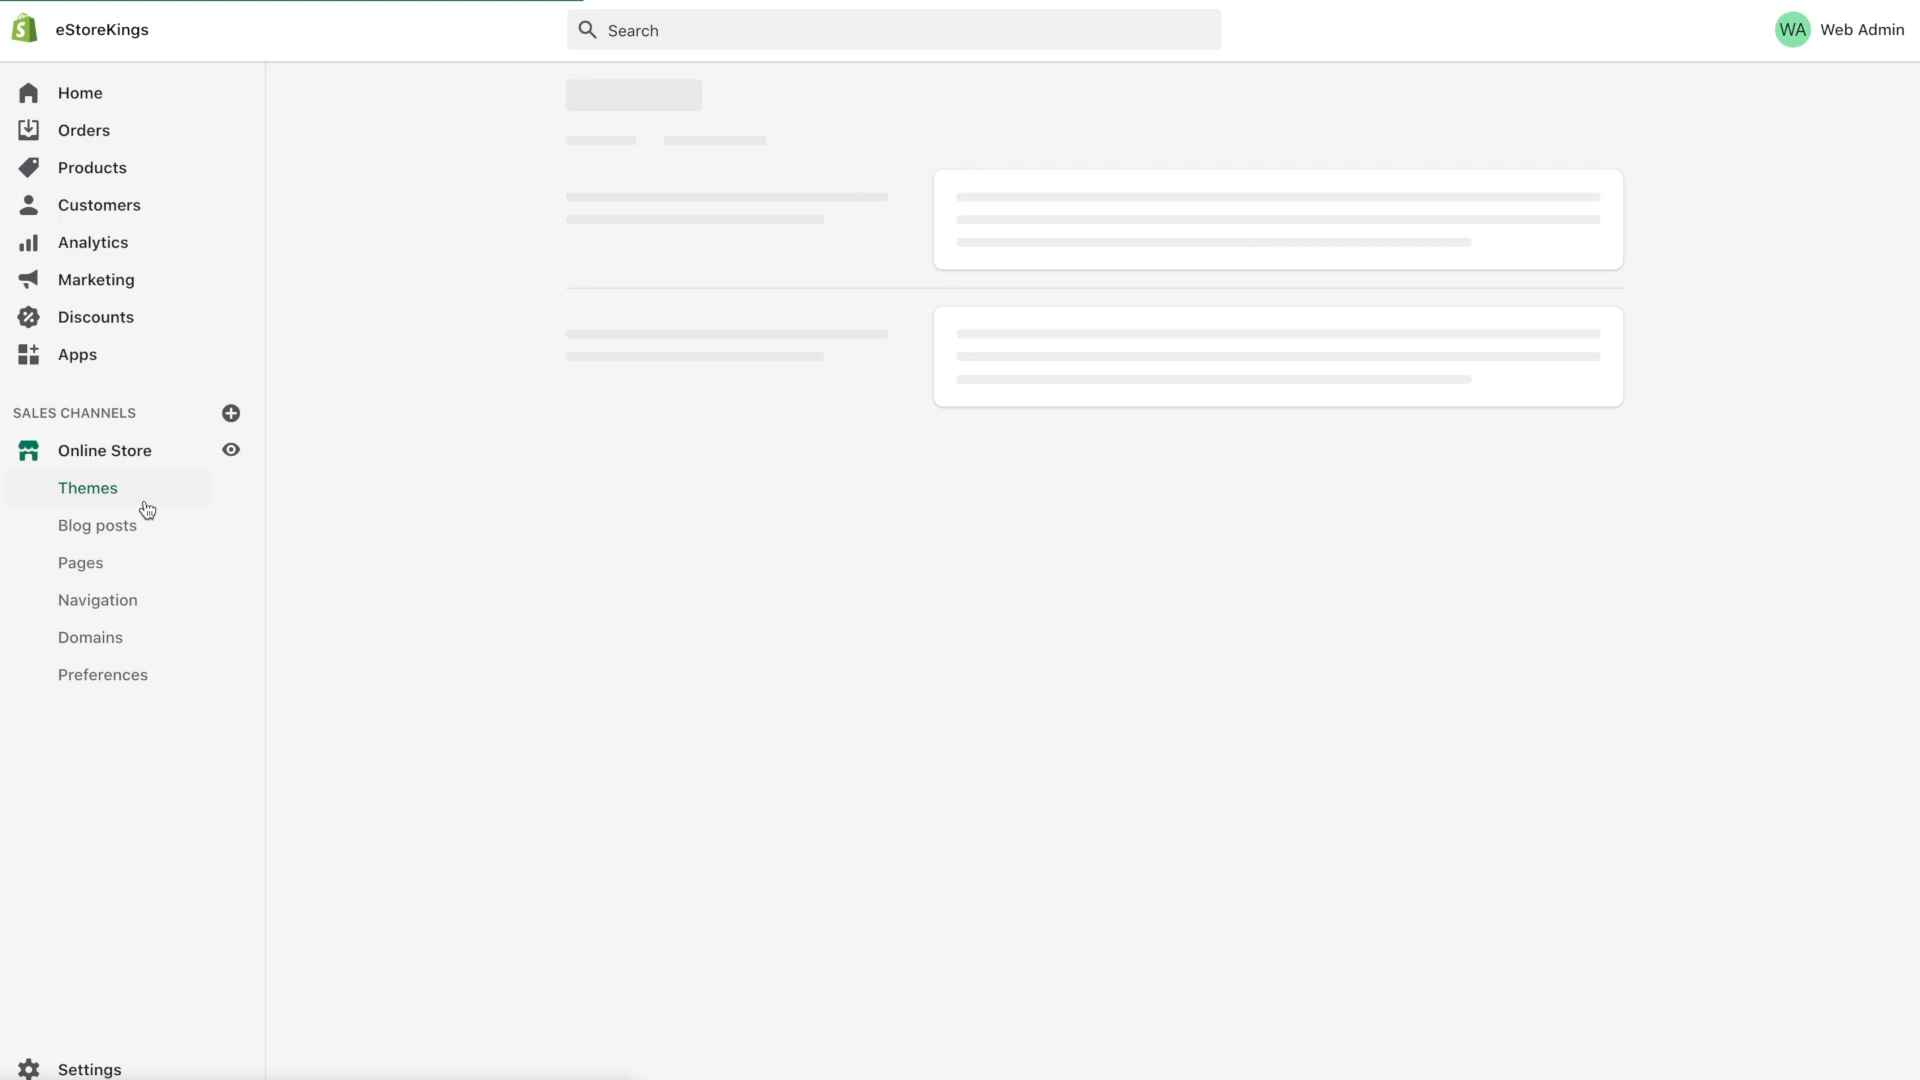 eStoreKings
Search
WA
Web Admin
Home
Orders
Products
Customers
Analytics
Marketing
Discounts
Apps
SALES CHANNELS
Online Store
Themes
Blog posts
Pages
Navigation
Domains
Preferences
Settings